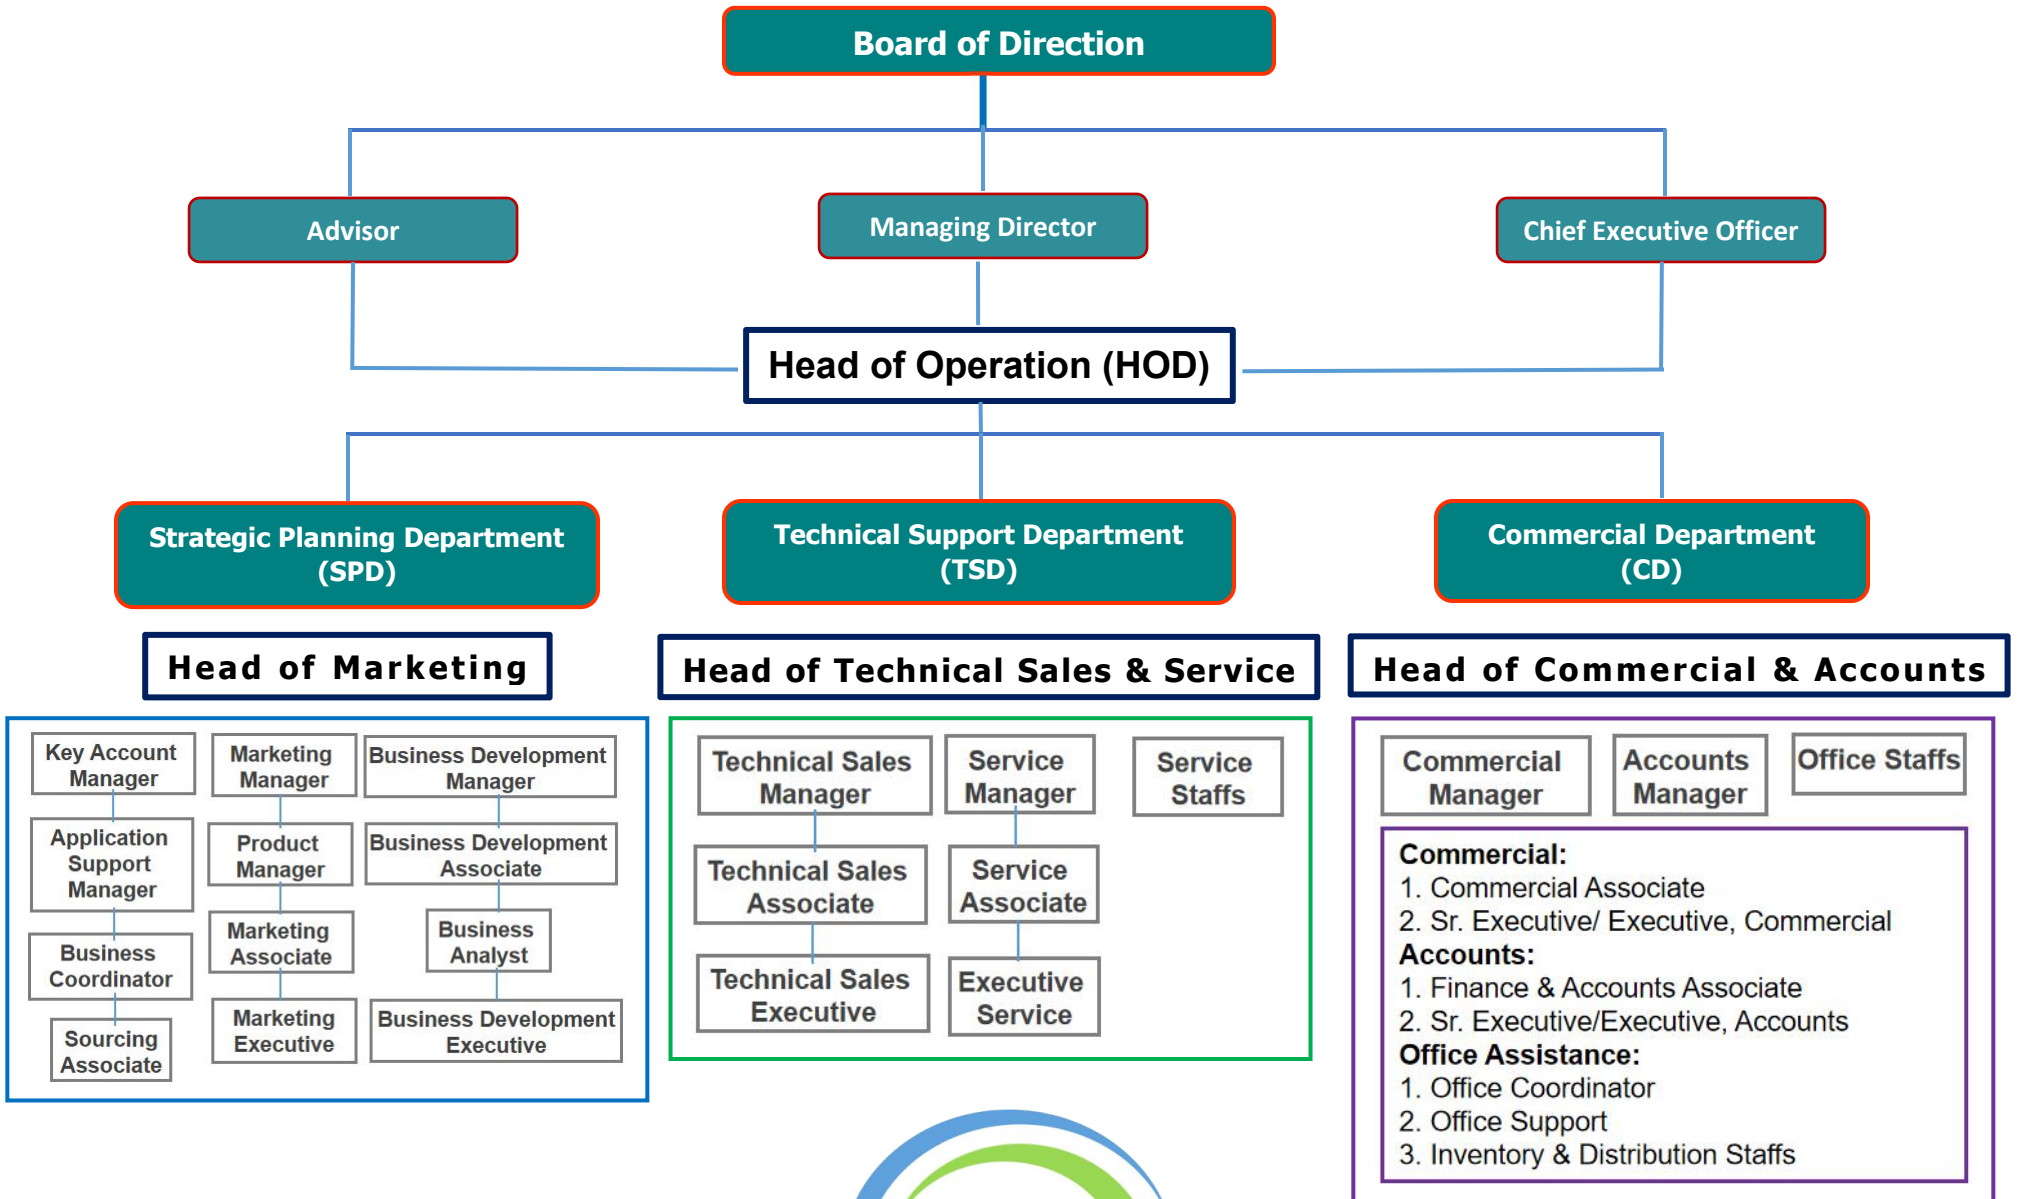 Board of Direction
Advisor
Managing Director
Chief Executive Officer
Head of Operation (HOD)
Strategic Planning Department
(SPD)
Technical Support Department
(TSD)
Commercial Department
(CD)
Head of Marketing
Head of Technical Sales & Service
Head of Commercial & Accounts
Key Account
Manager
Application
Support
Manager
Business
Coordinator
Sourcing
Associate
Marketing
Manager
Product
Manager
Marketing
Associate
Marketing
Executive
Business Development
Manager
Business Development
Associate
Business
Analyst
Business Development
Executive
Technical Sales
Manager
Technical Sales
Associate
Technical Sales
Executive
Service
Manager
Service
Associate
Executive
Service
Service
Staffs
Commercial
Manager
Accounts
Manager
Office Staffs
Commercial:
1. Commercial Associate
2. Sr. Executive/ Executive, Commercial
Accounts:
1. Finance & Accounts Associate
2. Sr. Executive/Executive, Accounts
Office Assistance:
1. Office Coordinator
2. Office Support
3. Inventory & Distribution Staffs